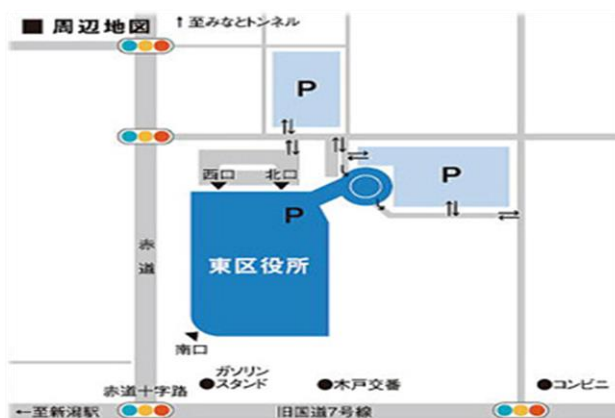 ■ 周辺地図
↑至みなとトンネル
P
西口
北口
P
P
赤道
東区役所
南口
ガソリン
スタンド
木戸交番
コンビニ
赤道十字路
←至新潟駅
旧国道7号線